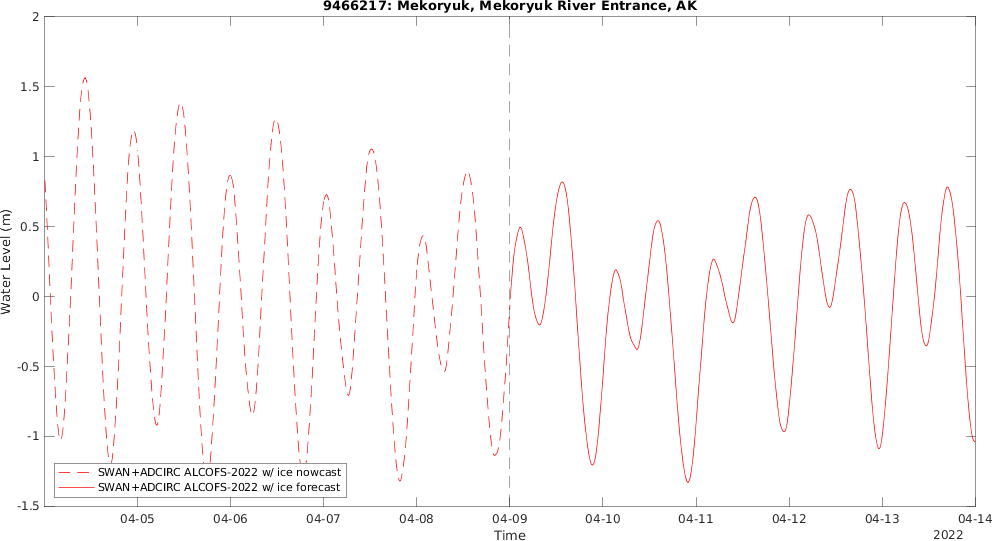 9466217: Mekoryuk, Mekoryuk River Entrance, AK
2
1.5
1
0.5
0
-0.5
-1
-1.5
Water Level (m)
SWAN+ADCIRC ALCOFS-2022 w/ ice nowcast
SWAN+ADCIRC ALCOFS-2022 w/ ice forecast
04-05 04-06 04-07 04-08 04-09 04-10 04-11 04-12 04-13 04-14
Time
2022